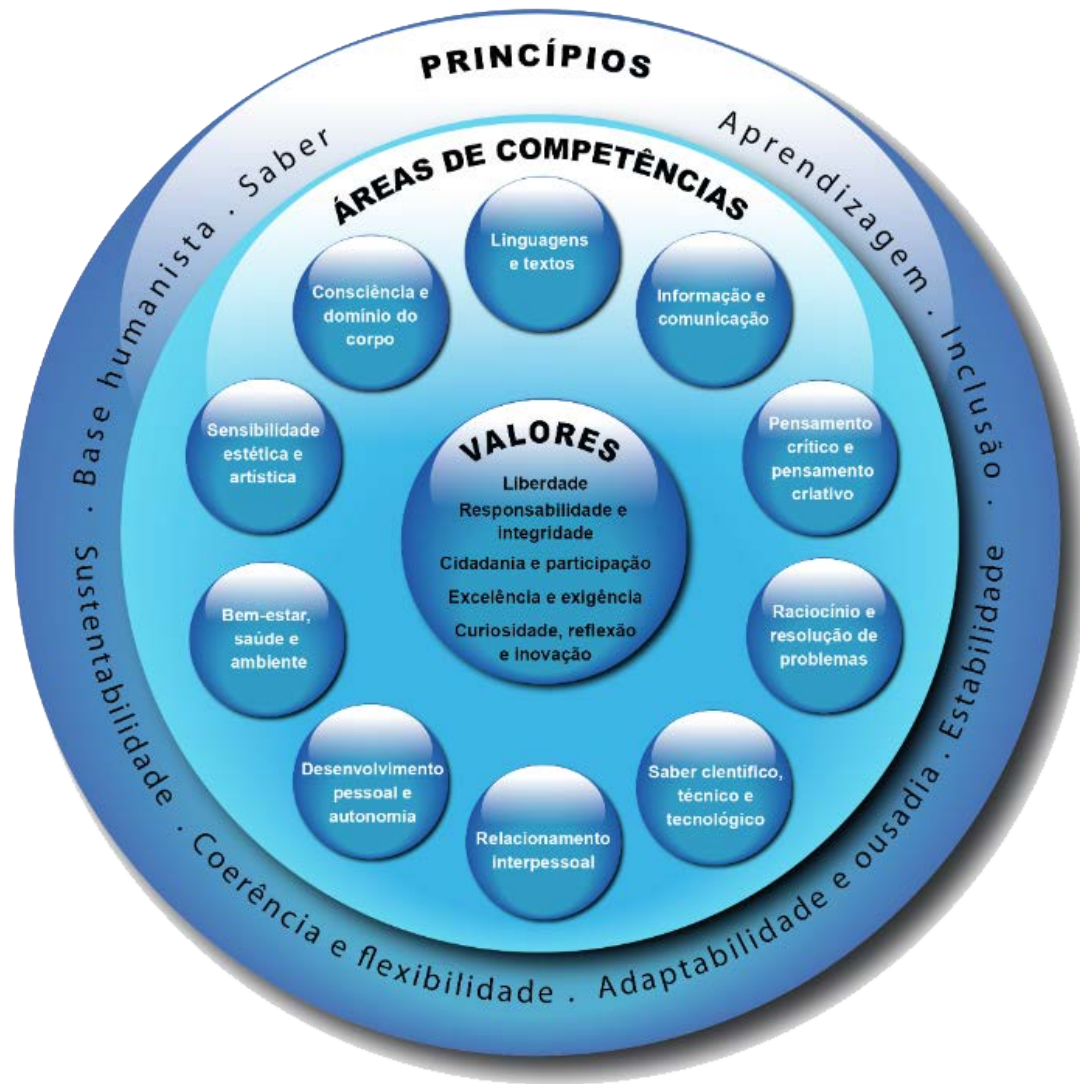 PRINCÍPIOS
Aprendizagem . Inclusão .
Estabilidade . Adaptabilidade e ousadia .
Coerência e flexibilidade . Sustentabilidade .
Base humanista . Saber
ÁREAS DE COMPETÊNCIAS
Linguagens
e textos
Informação e
comunicação
Pensamento
crítico e
pensamento
criativo
Raciocínio e
resolução de
problemas
Saber científico,
técnico e
tecnológico
Relacionamento
interpessoal
Desenvolvimento
pessoal e
autonomia
Bem-estar,
saúde e
ambiente
Sensibilidade
estética e
artística
Consciência e
domínio do
corpo
VALORES
Liberdade
Responsabilidade e
integridade
Cidadania e participação
Excelência e exigência
Curiosidade, reflexão
e inovação